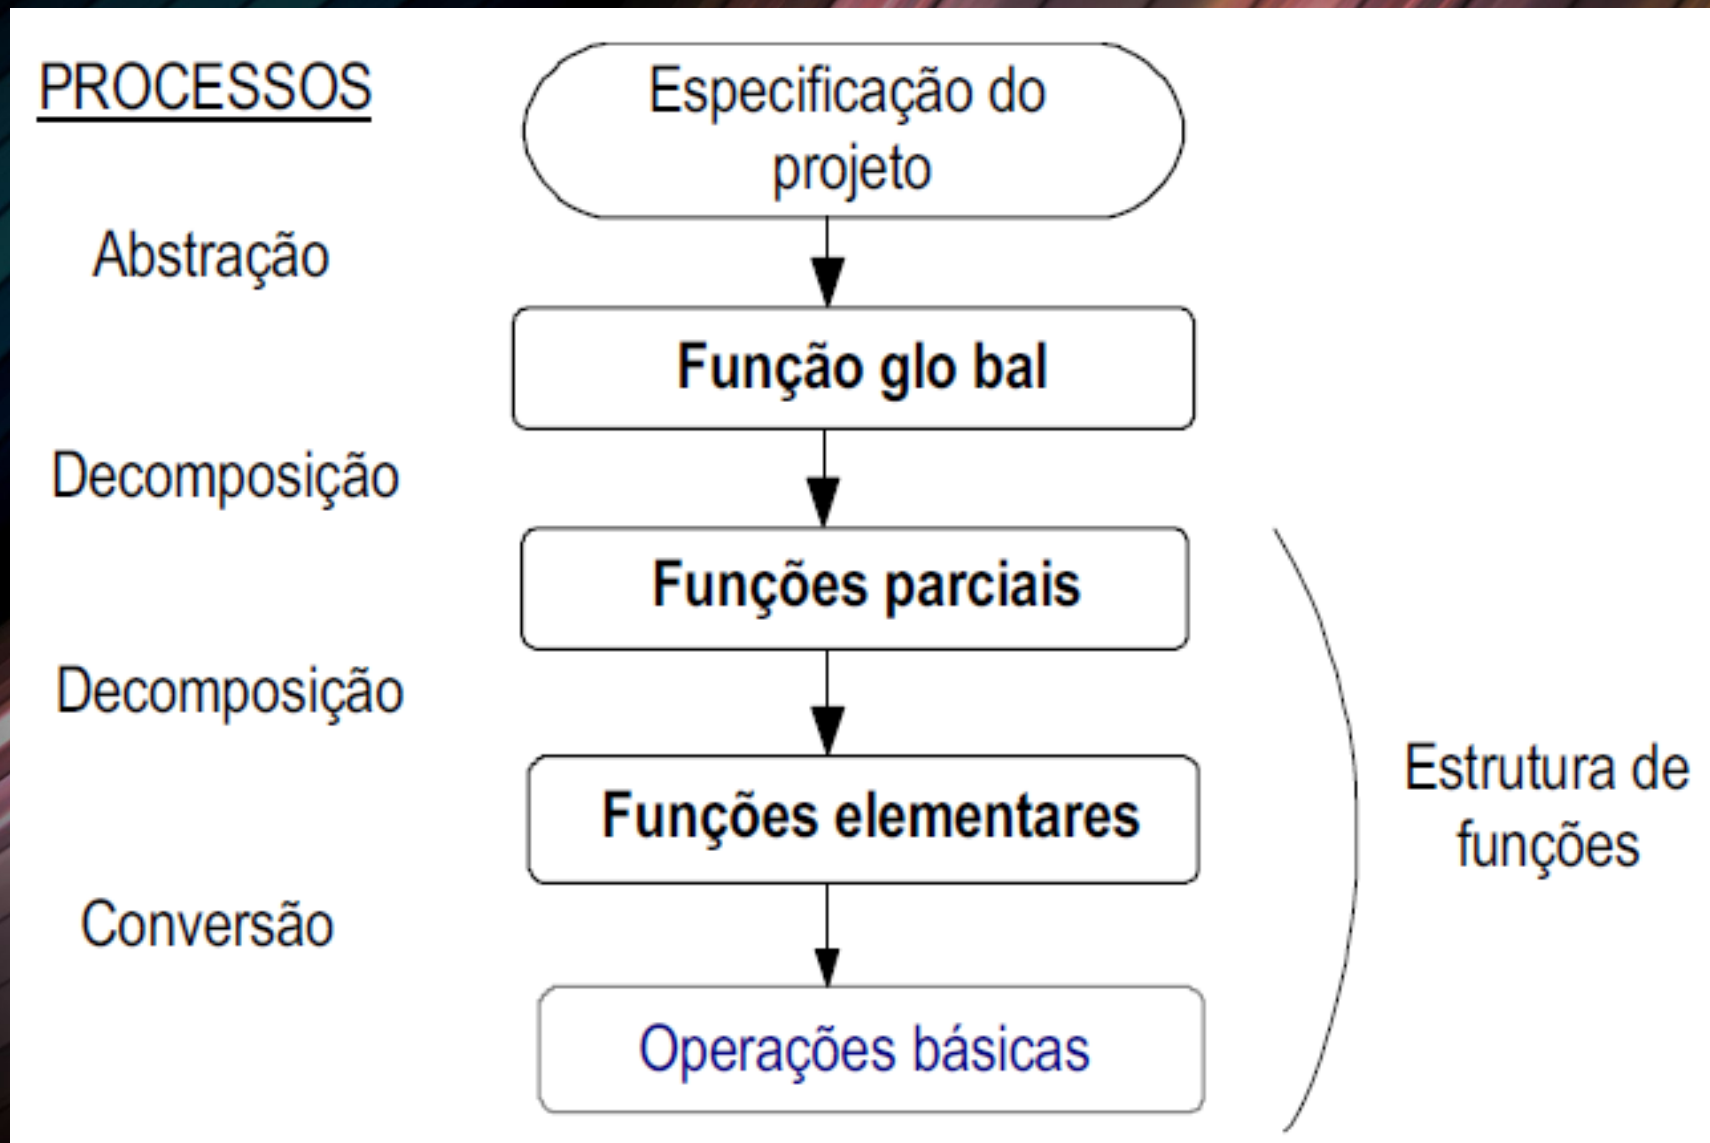 PROCESSOS
Especificação do
projeto
Abstração
Função glo bal
Decomposição
Funções parciais
Decomposição
Funções elementares
Estrutura de
funções
Conversão
Operações básicas